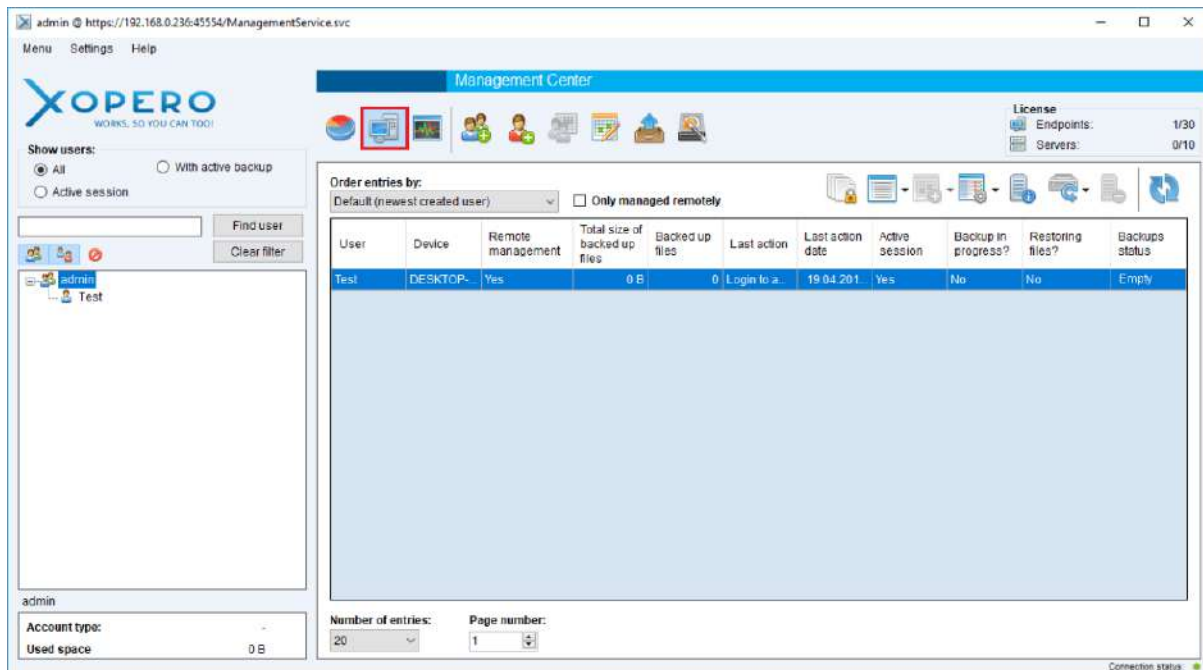 admin @ https://192.168.0.236:45554/ManagementService.svc
Menu Settings Help
XOPERO
WORKS, SO YOU CAN TOO!
Management Center
License
Endpoints: 1/30
Servers: 0/10
Show users:
All
With active backup
Active session
Find user
Clear filter
admin
Test
Order entries by:
Default (newest created user)
Only managed remotely
User Device Remote management Total size of backed up files Backed up files Last action Last action date Active session Backup in progress? Restoring files? Backups status
Test DESKTOP-... Yes 0 B 0 Login to a... 19.04.201... Yes No No Empty
admin
Account type: -
Used space 0 B
Number of entries: Page number:
20 1
Connection status